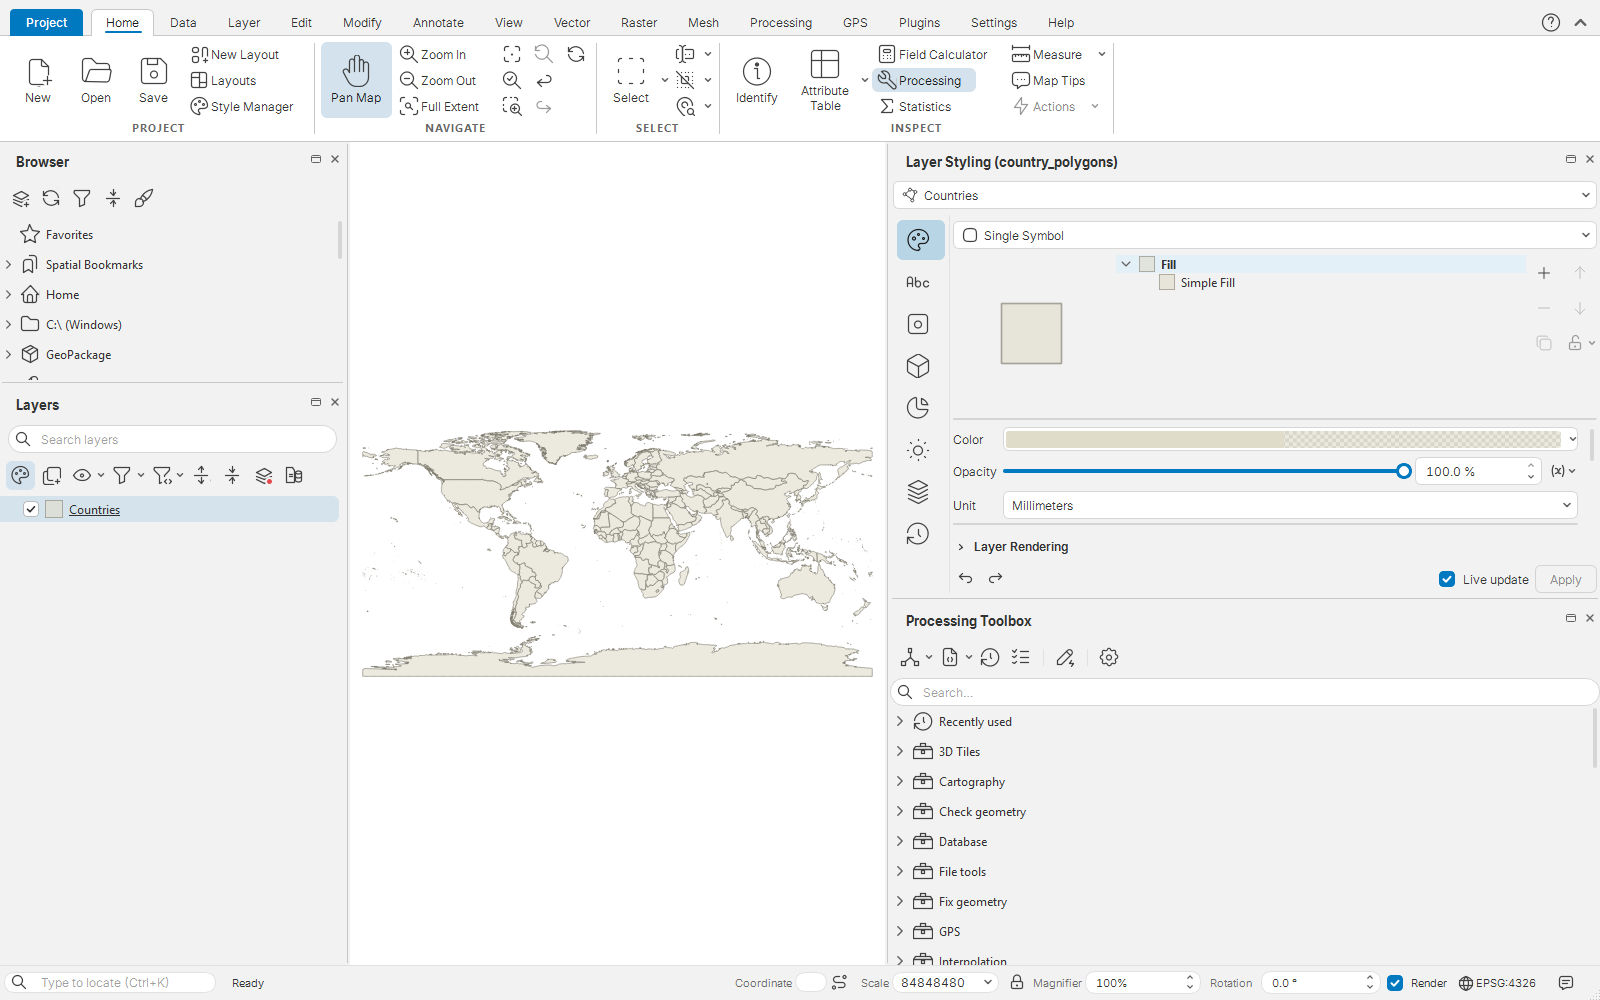 Project Home Data Layer Edit Modify Annotate View Vector Raster Mesh Processing GPS Plugins Settings Help
New
Open
Save
New Layout
Layouts
Style Manager
PROJECT
Pan Map
Zoom In
Zoom Out
Full Extent
NAVIGATE
Select
SELECT
Identify
Attribute
Table
Field Calculator
Processing
Statistics
Measure
Map Tips
Actions
INSPECT
Browser
Favorites
Spatial Bookmarks
Home
C:\ (Windows)
GeoPackage
Layers
Search layers
Countries
Layer Styling (country_polygons)
Countries
Single Symbol
Abc
Fill
Simple Fill
Color
Opacity 100.0 % (x)
Unit Millimeters
Layer Rendering
Live update Apply
Processing Toolbox
Search...
Recently used
3D Tiles
Cartography
Check geometry
Database
File tools
Fix geometry
GPS
Interpolation
Type to locate (Ctrl+K) Ready Coordinate Scale 84848480 Magnifier 100% Rotation 0.0 ° Render EPSG:4326